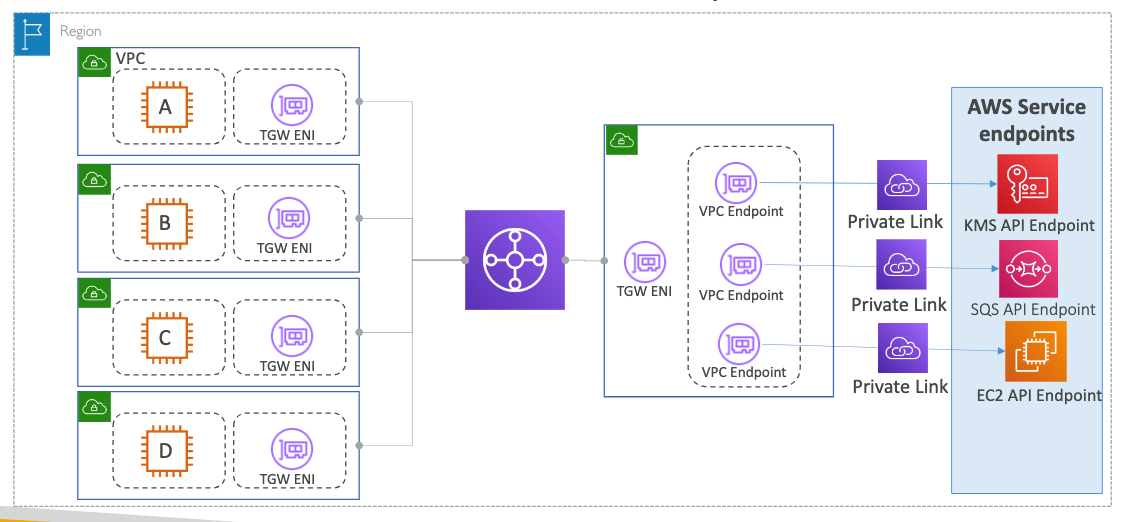 Region
VPC
A
TGW ENI
B
TGW ENI
C
TGW ENI
D
TGW ENI
TGW ENI
VPC Endpoint
VPC Endpoint
VPC Endpoint
Private Link
Private Link
Private Link
AWS Service
endpoints
KMS API Endpoint
SQS API Endpoint
EC2 API Endpoint